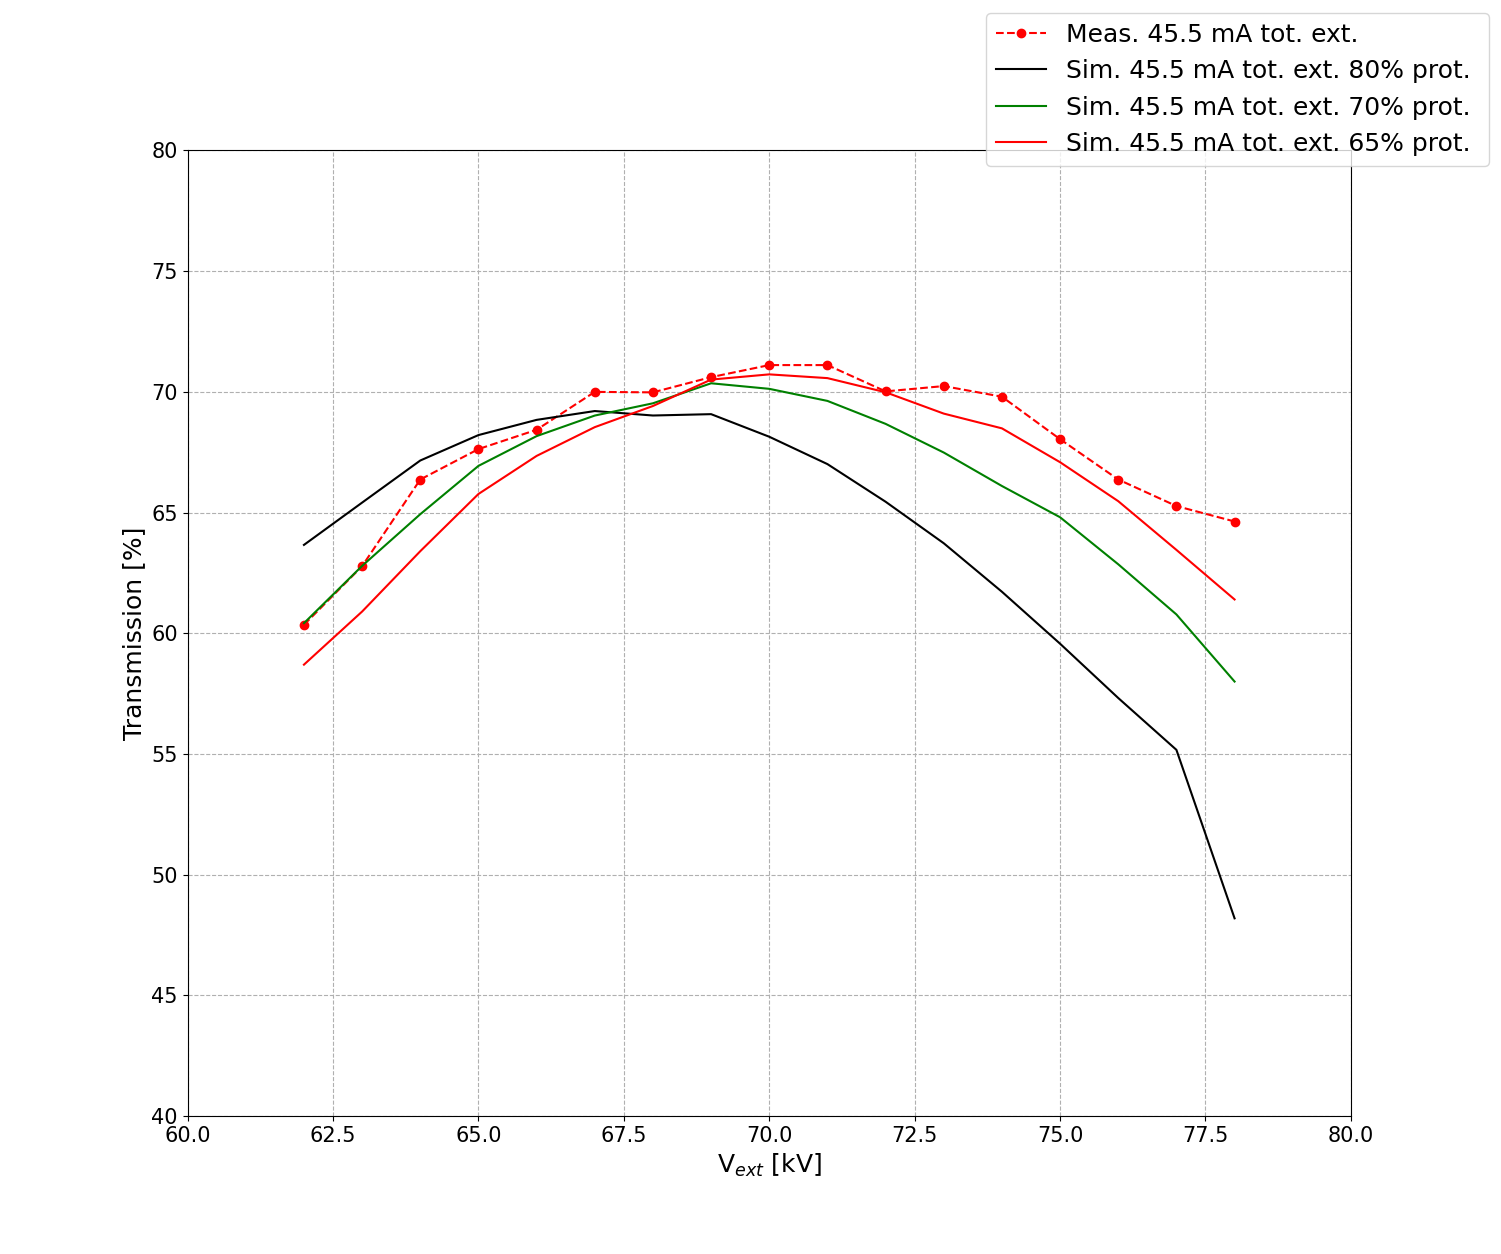 Meas. 45.5 mA tot. ext.
Sim. 45.5 mA tot. ext. 80% prot.
Sim. 45.5 mA tot. ext. 70% prot.
Sim. 45.5 mA tot. ext. 65% prot.
80
75
70
65
60
55
50
45
40
Transmission [%]
60.0 62.5 65.0 67.5 70.0 72.5 75.0 77.5 80.0
Vext [kV]